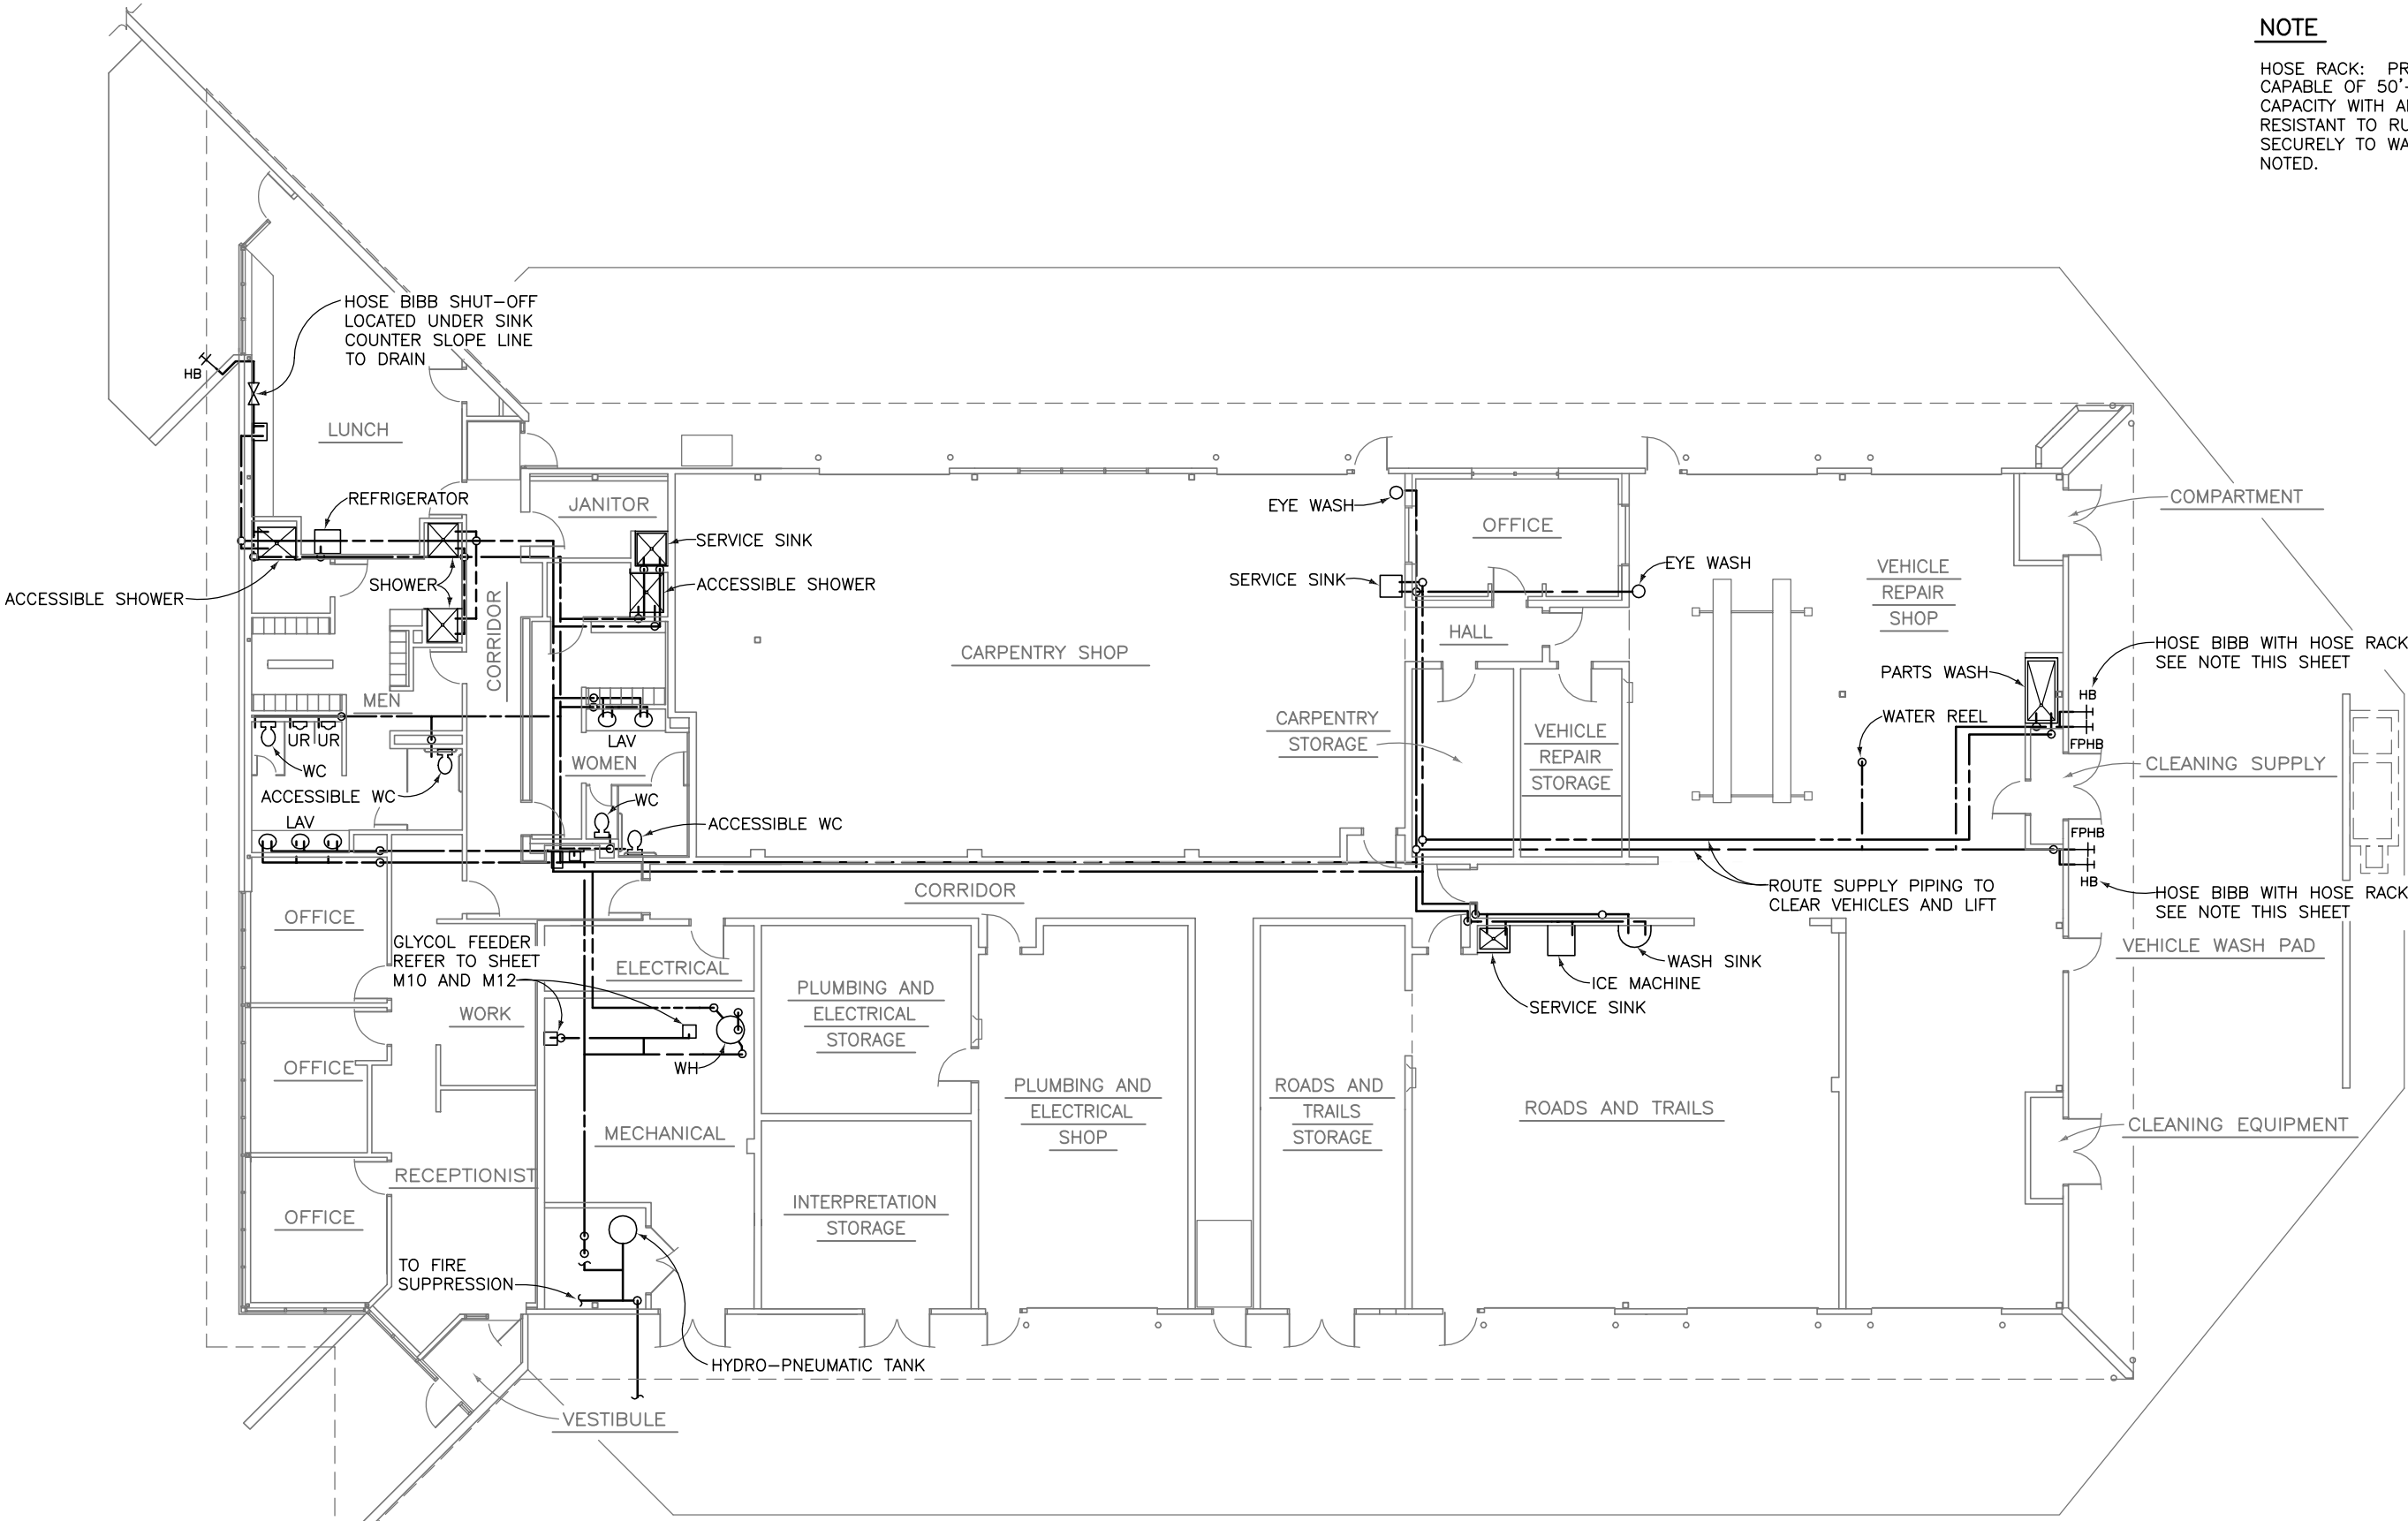 NOTE
HOSE RACK: PR
CAPABLE OF 50'-
CAPACITY WITH A
RESISTANT TO RU
SECURELY TO WA
NOTED.
HOSE BIBB SHUT-OFF
LOCATED UNDER SINK
COUNTER SLOPE LINE
TO DRAIN
HB
LUNCH
REFRIGERATOR
JANITOR
SERVICE SINK
EYE WASH
OFFICE
COMPARTMENT
ACCESSIBLE SHOWER
SHOWER
ACCESSIBLE SHOWER
SERVICE SINK
EYE WASH
VEHICLE
REPAIR
SHOP
CORRIDOR
CARPENTRY SHOP
HALL
HOSE BIBB WITH HOSE RACK
SEE NOTE THIS SHEET
PARTS WASH
HB
MEN
UR UR
WC
LAV
WOMEN
CARPENTRY
STORAGE
VEHICLE
REPAIR
STORAGE
WATER REEL
FPHB
CLEANING SUPPLY
ACCESSIBLE WC
WC
LAV
ACCESSIBLE WC
FPHB
HB
ROUTE SUPPLY PIPING TO
CLEAR VEHICLES AND LIFT
HOSE BIBB WITH HOSE RACK
SEE NOTE THIS SHEET
CORRIDOR
OFFICE
GLYCOL FEEDER
REFER TO SHEET
M10 AND M12
ELECTRICAL
VEHICLE WASH PAD
WASH SINK
ICE MACHINE
SERVICE SINK
PLUMBING AND
ELECTRICAL
STORAGE
WORK
OFFICE
WH
PLUMBING AND
ELECTRICAL
SHOP
ROADS AND
TRAILS
STORAGE
ROADS AND TRAILS
MECHANICAL
CLEANING EQUIPMENT
RECEPTIONIST
OFFICE
INTERPRETATION
STORAGE
TO FIRE
SUPPRESSION
HYDRO-PNEUMATIC TANK
VESTIBULE